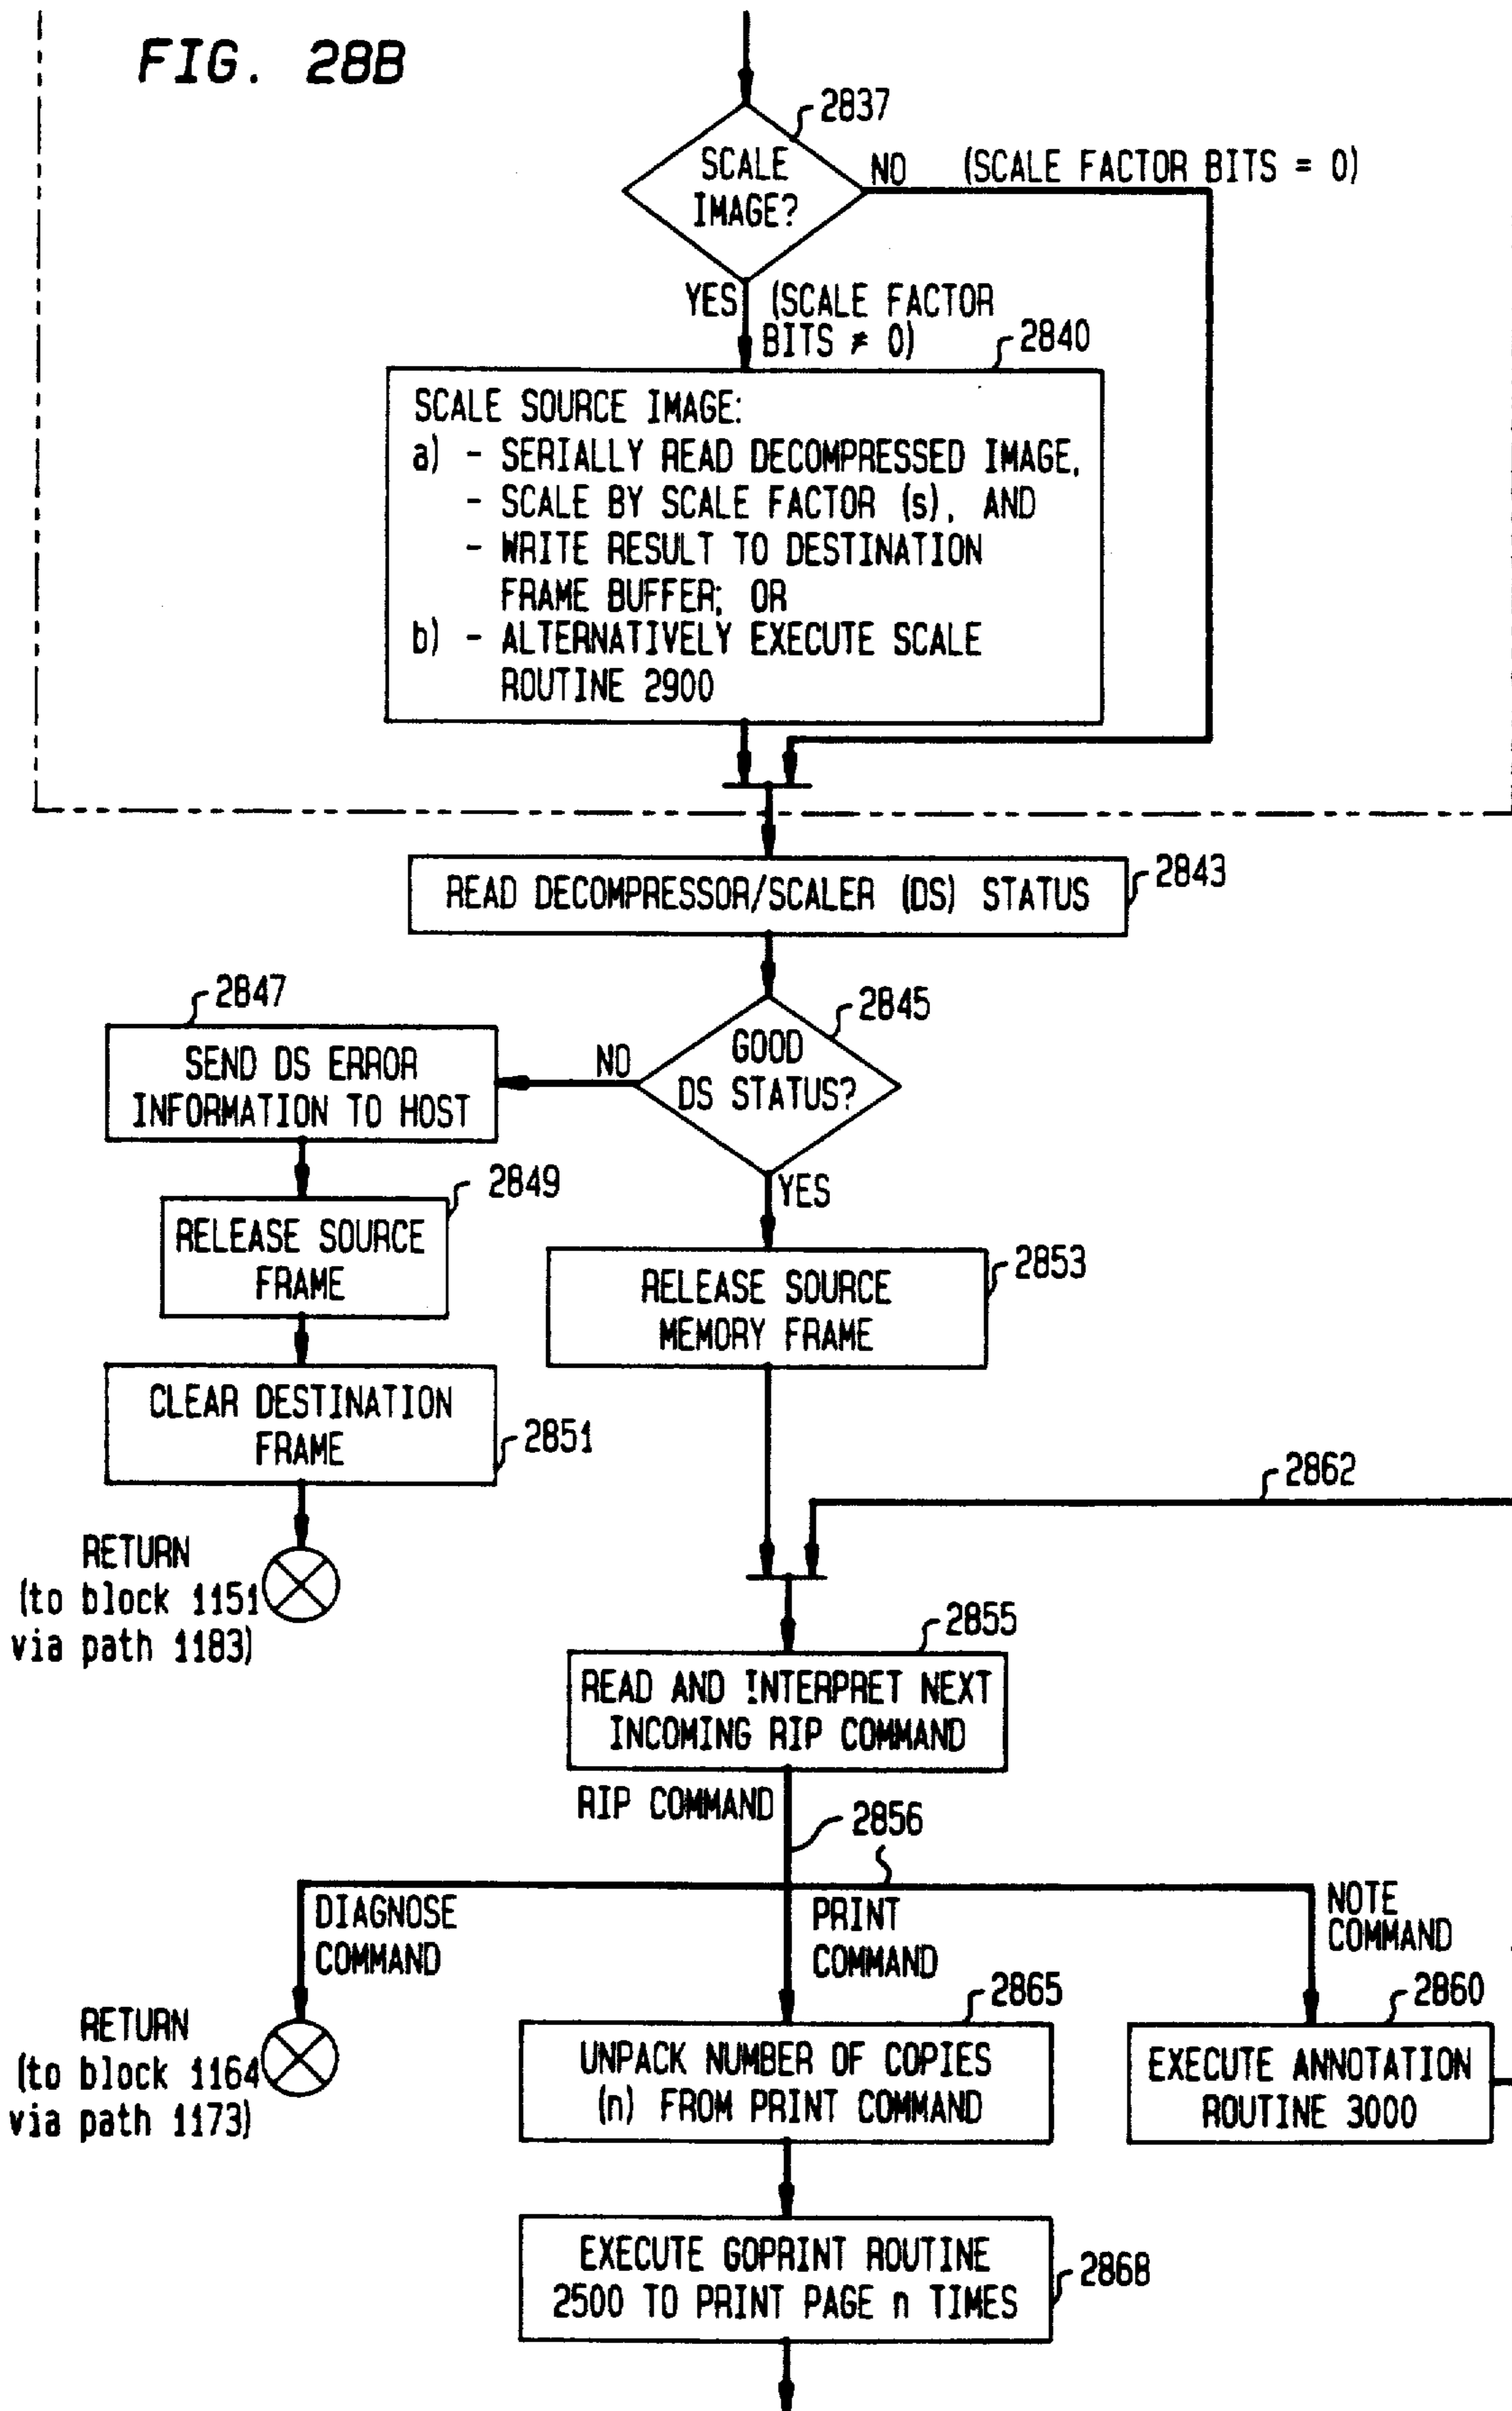 FIG. 28B
2837
SCALE
IMAGE?
NO (SCALE FACTOR BITS = 0)
YES (SCALE FACTOR
BITS ≠ 0)
2840
SCALE SOURCE IMAGE:
a) - SERIALLY READ DECOMPRESSED IMAGE,
- SCALE BY SCALE FACTOR (s), AND
- WRITE RESULT TO DESTINATION
FRAME BUFFER; OR
b) - ALTERNATIVELY EXECUTE SCALE
ROUTINE 2900
READ DECOMPRESSOR/SCALER (DS) STATUS
2843
2847
SEND DS ERROR
INFORMATION TO HOST
NO
2845
GOOD
DS STATUS?
YES
2849
RELEASE SOURCE
FRAME
2853
RELEASE SOURCE
MEMORY FRAME
CLEAR DESTINATION
FRAME
2851
2862
RETURN
(to block 1151
via path 1183)
2855
READ AND INTERPRET NEXT
INCOMING RIP COMMAND
RIP COMMAND
2856
DIAGNOSE
COMMAND
PRINT
COMMAND
NOTE
COMMAND
RETURN
(to block 1164
via path 1173)
2865
UNPACK NUMBER OF COPIES
(n) FROM PRINT COMMAND
2860
EXECUTE ANNOTATION
ROUTINE 3000
EXECUTE GOPRINT ROUTINE
2500 TO PRINT PAGE n TIMES
2868